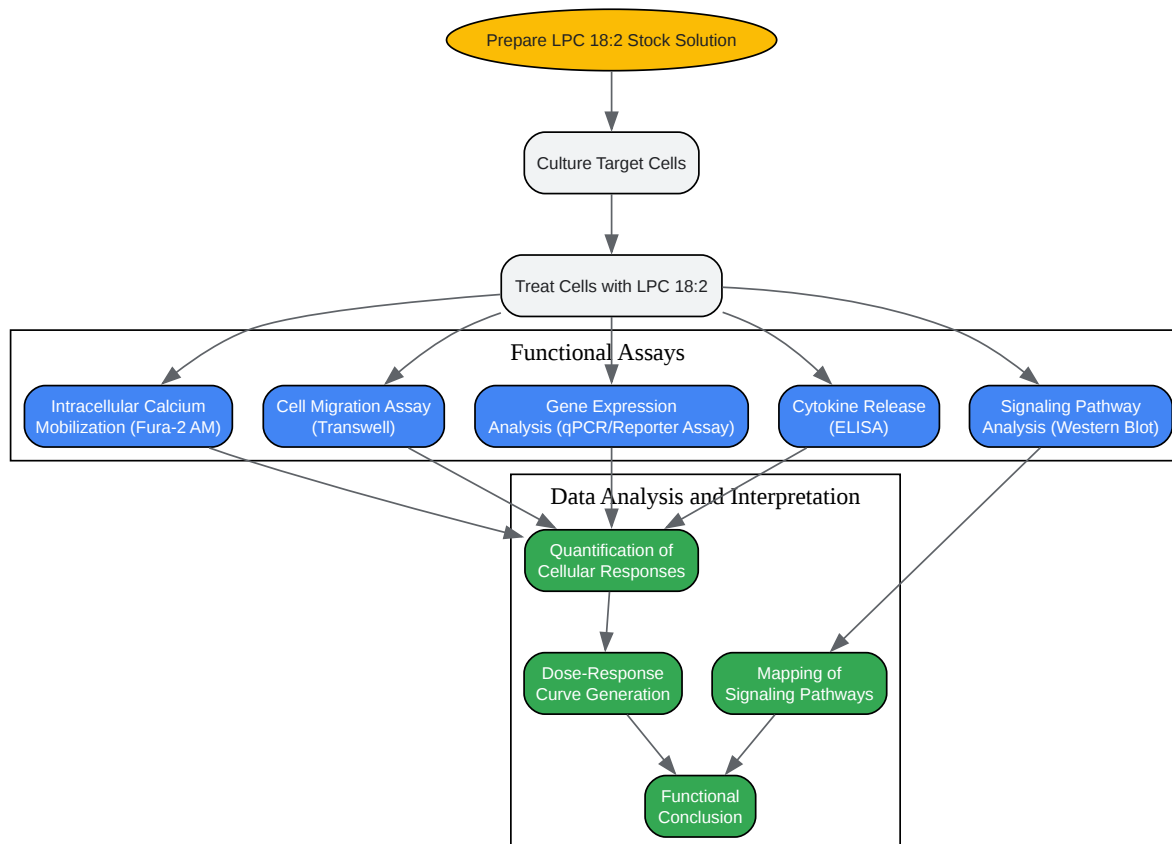 Prepare LPC 18:2 Stock Solution
Culture Target Cells
Treat Cells with LPC 18:2
Functional Assays
Intracellular Calcium
Mobilization (Fura-2 AM)
Cell Migration Assay
(Transwell)
Gene Expression
Analysis (qPCR/Reporter Assay)
Cytokine Release
(ELISA)
Signaling Pathway
Analysis (Western Blot)
Data Analysis and Interpretation
Quantification of
Cellular Responses
Dose-Response
Curve Generation
Mapping of
Signaling Pathways
Functional
Conclusion